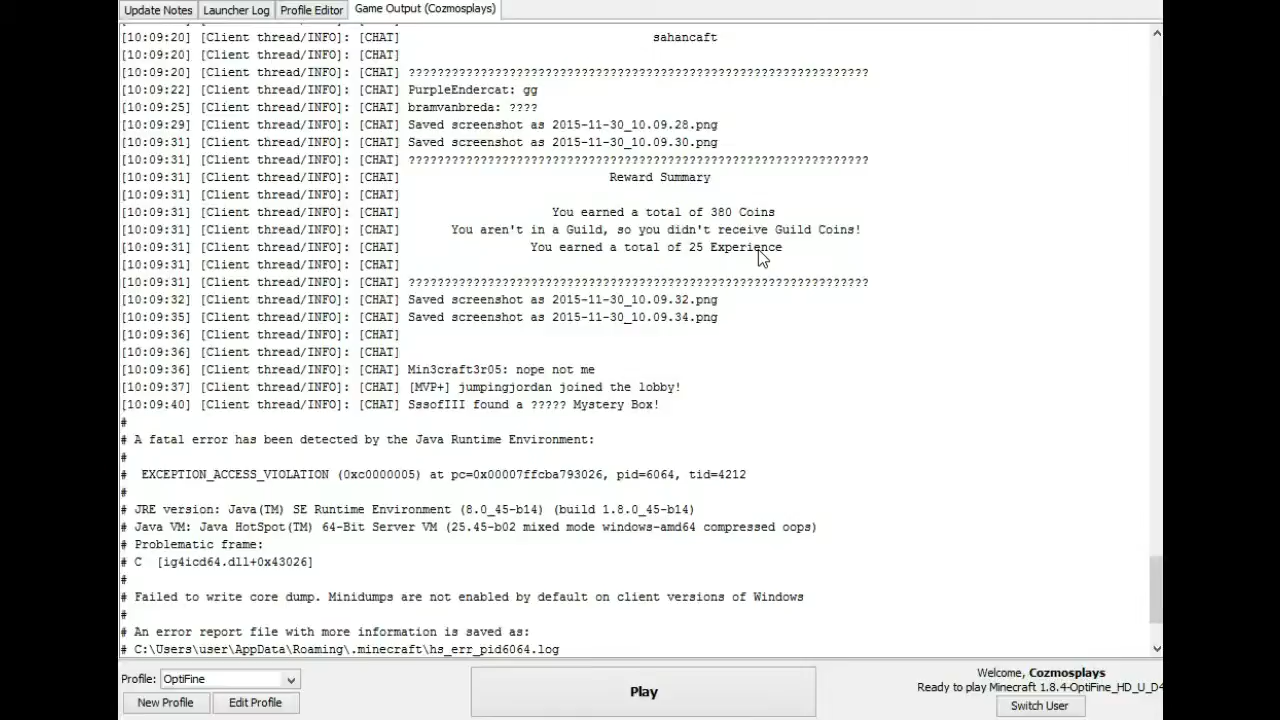 Update Notes Launcher Log Profile Editor Game Output (Cozmosplays)
[10:09:20] [Client thread/INFO]: [CHAT] sahancaft
[10:09:20] [Client thread/INFO]: [CHAT]
[10:09:20] [Client thread/INFO]: [CHAT] ????????????????????????????????????????????????????????????????
[10:09:22] [Client thread/INFO]: [CHAT] PurpleEndercat: gg
[10:09:25] [Client thread/INFO]: [CHAT] bramvanbreda: ????
[10:09:29] [Client thread/INFO]: [CHAT] Saved screenshot as 2015-11-30_10.09.28.png
[10:09:31] [Client thread/INFO]: [CHAT] Saved screenshot as 2015-11-30_10.09.30.png
[10:09:31] [Client thread/INFO]: [CHAT] ????????????????????????????????????????????????????????????????
[10:09:31] [Client thread/INFO]: [CHAT] Reward Summary
[10:09:31] [Client thread/INFO]: [CHAT]
[10:09:31] [Client thread/INFO]: [CHAT] You earned a total of 380 Coins
[10:09:31] [Client thread/INFO]: [CHAT] You aren't in a Guild, so you didn't receive Guild Coins!
[10:09:31] [Client thread/INFO]: [CHAT] You earned a total of 25 Experience
[10:09:31] [Client thread/INFO]: [CHAT]
[10:09:31] [Client thread/INFO]: [CHAT] ????????????????????????????????????????????????????????????????
[10:09:32] [Client thread/INFO]: [CHAT] Saved screenshot as 2015-11-30_10.09.32.png
[10:09:35] [Client thread/INFO]: [CHAT] Saved screenshot as 2015-11-30_10.09.34.png
[10:09:36] [Client thread/INFO]: [CHAT]
[10:09:36] [Client thread/INFO]: [CHAT]
[10:09:36] [Client thread/INFO]: [CHAT] Min3craft3r05: nope not me
[10:09:37] [Client thread/INFO]: [CHAT] [MVP+] jumpingjordan joined the lobby!
[10:09:40] [Client thread/INFO]: [CHAT] SssofIII found a ????? Mystery Box!
#
# A fatal error has been detected by the Java Runtime Environment:
#
# EXCEPTION_ACCESS_VIOLATION (0xc0000005) at pc=0x00007ffcba793026, pid=6064, tid=4212
#
# JRE version: Java(TM) SE Runtime Environment (8.0_45-b14) (build 1.8.0_45-b14)
# Java VM: Java HotSpot(TM) 64-Bit Server VM (25.45-b02 mixed mode windows-amd64 compressed oops)
# Problematic frame:
# C [ig4icd64.dll+0x43026]
#
# Failed to write core dump. Minidumps are not enabled by default on client versions of Windows
#
# An error report file with more information is saved as:
# C:\Users\user\AppData\Roaming\.minecraft\hs_err_pid6064.log
Profile: OptiFine
New Profile Edit Profile
Play
Welcome, Cozmosplays
Ready to play Minecraft 1.8.4-OptiFine_HD_U_D4
Switch User